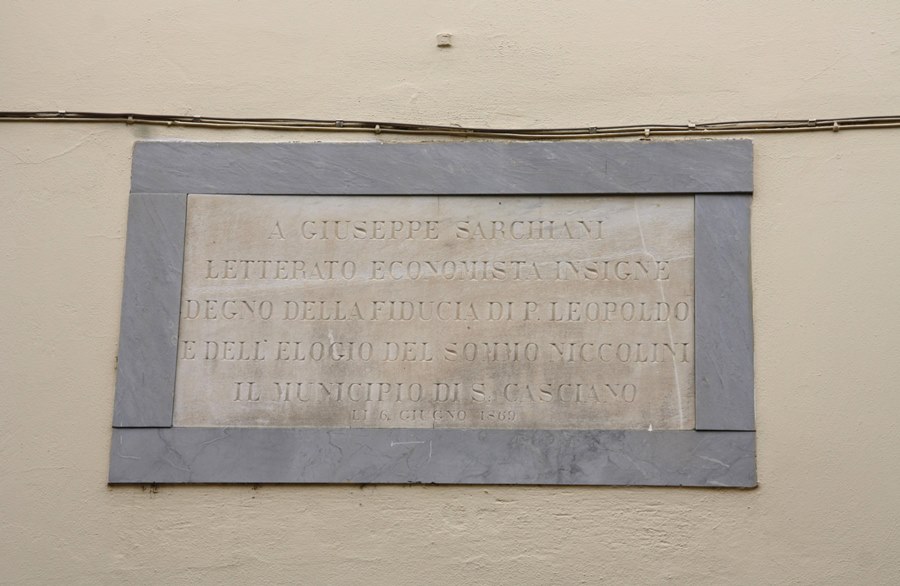 A GIUSEPPE SARCHIANI
LETTERATO ECONOMISTA INSIGNE
DEGNO DELLA FIDUCIA DI P. LEOPOLDO
E DELL' ELOGIO DEL SOMMO NICCOLINI
IL MUNICIPIO DI S. CASCIANO
LI 6. GIUGNO 1869